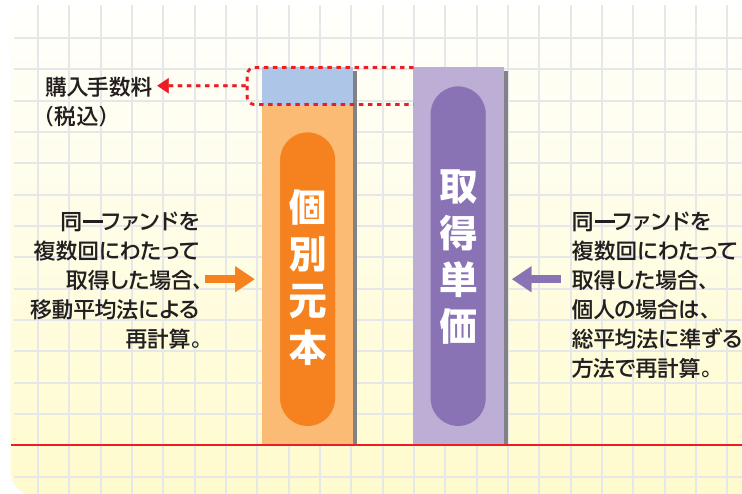 購入手数料
（税込）
同一ファンドを
複数回にわたって
取得した場合、
移動平均法による
再計算。
個別元本
取得単価
同一ファンドを
複数回にわたって
取得した場合、
個人の場合は、
総平均法に準ずる
方法で再計算。